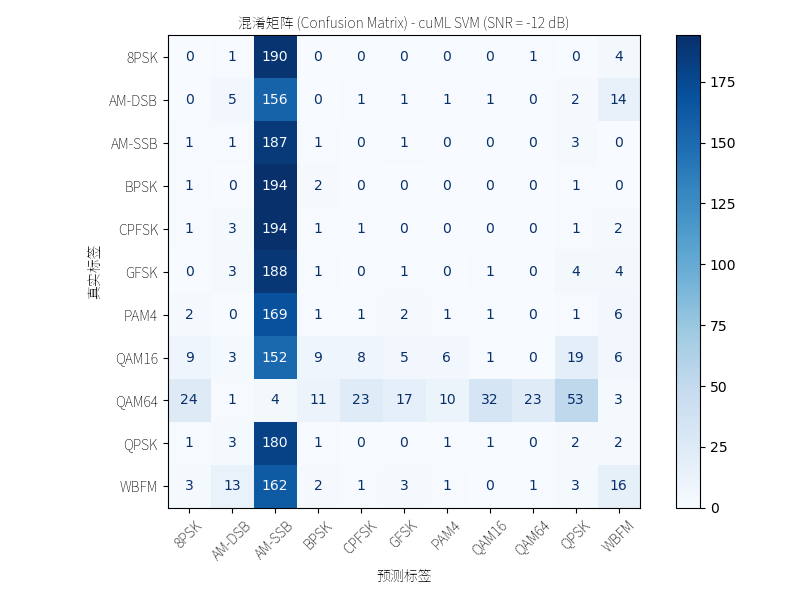 混淆矩阵 (Confusion Matrix) - cuML SVM (SNR = -12 dB)
真实标签
8PSK 0 1 190 0 0 0 0 0 1 0 4
AM-DSB 0 5 156 0 1 1 1 1 0 2 14
AM-SSB 1 1 187 1 0 1 0 0 0 3 0
BPSK 1 0 194 2 0 0 0 0 0 1 0
CPFSK 1 3 194 1 1 0 0 0 0 1 2
GFSK 0 3 188 1 0 1 0 1 0 4 4
PAM4 2 0 169 1 1 2 1 1 0 1 6
QAM16 9 3 152 9 8 5 6 1 0 19 6
QAM64 24 1 4 11 23 17 10 32 23 53 3
QPSK 1 3 180 1 0 0 1 1 0 2 2
WBFM 3 13 162 2 1 3 1 0 1 3 16
8PSK AM-DSB AM-SSB BPSK CPFSK GFSK PAM4 QAM16 QAM64 QPSK WBFM
预测标签
175
150
125
100
75
50
25
0